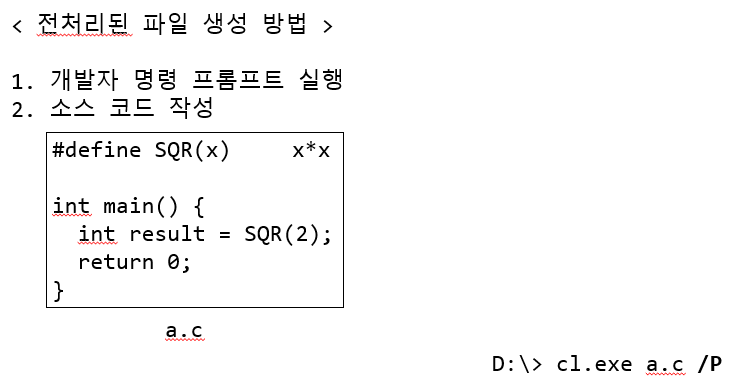 < 전처리된 파일 생성 방법 >
1. 개발자 명령 프롬프트 실행
2. 소스 코드 작성
#define SQR(x)     x*x
int main() {
  int result = SQR(2);
  return 0;
}
a.c
D:\> cl.exe a.c /P